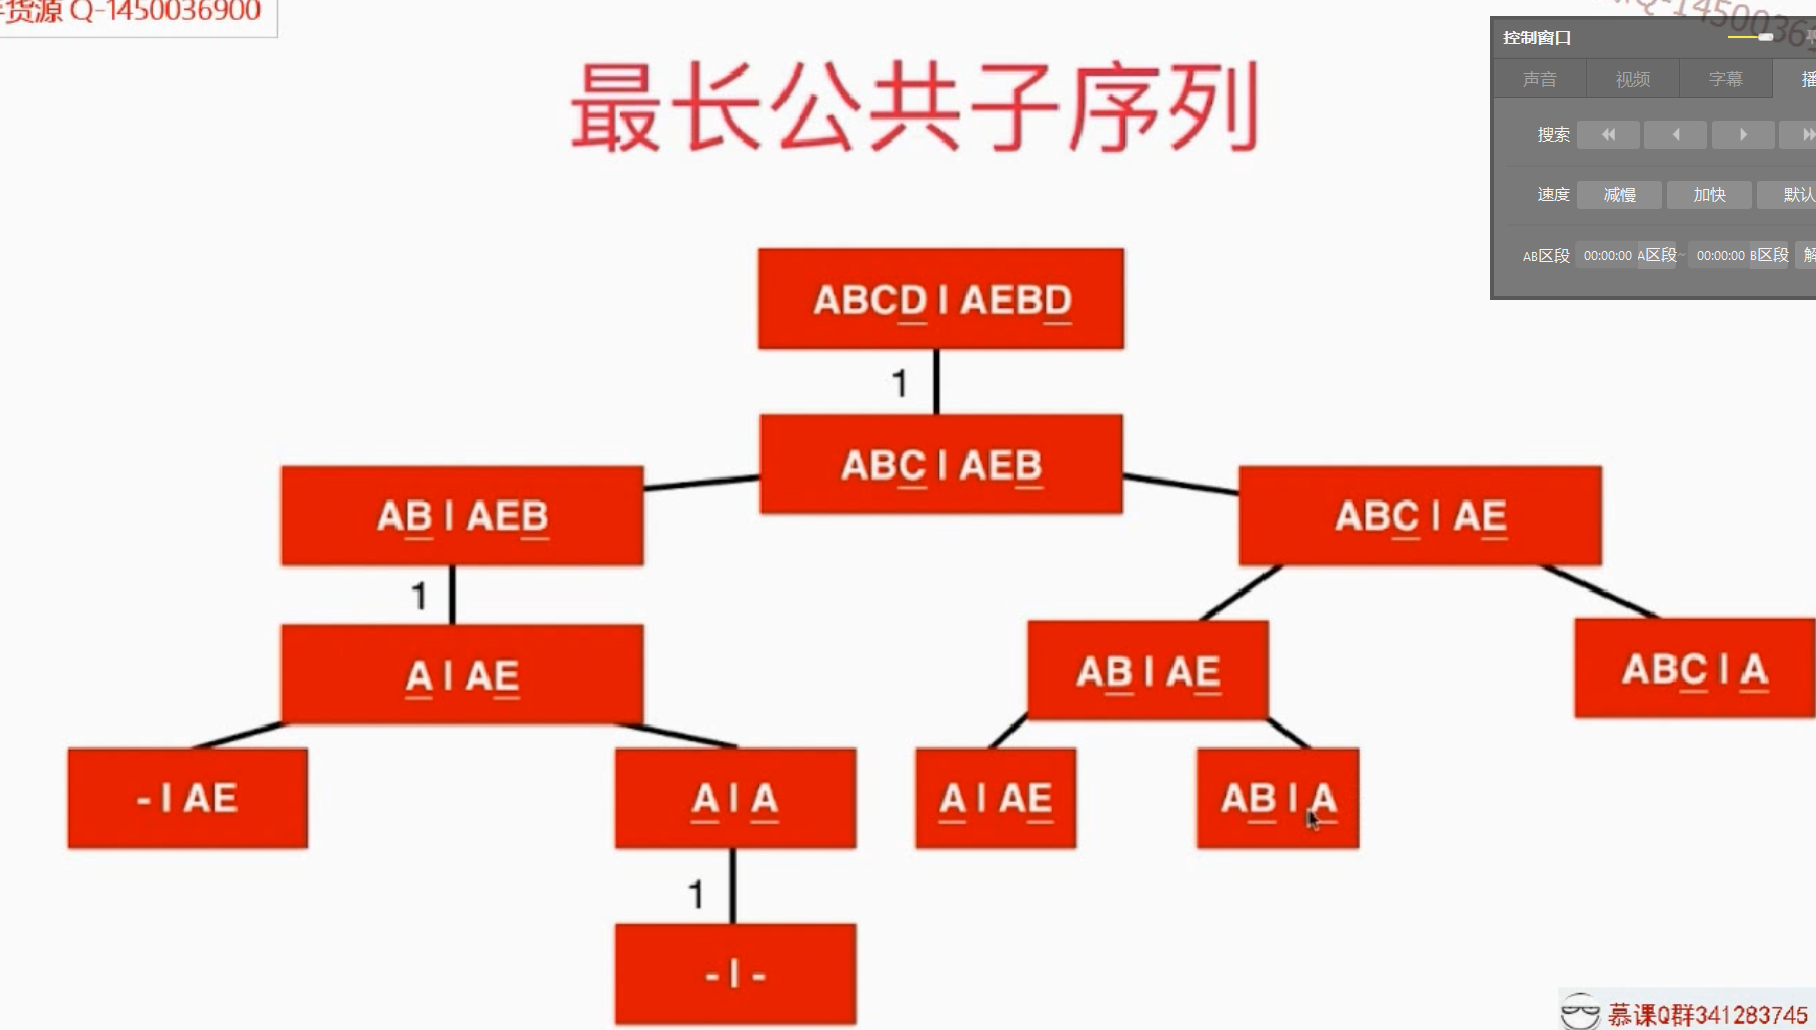 货源 Q-1450036900
控制窗口
声音 视频 字幕 播
搜索
速度 减慢 加快 默认
AB区段 00:00:00 A区段~ 00:00:00 B区段 解
最长公共子序列
ABCD | AEBD
1
ABC | AEB
AB | AEB
ABC | AE
1
A | AE
AB | AE
ABC | A
- | AE
A | A
A | AE
AB | A
1
- | -
慕课Q群341283745